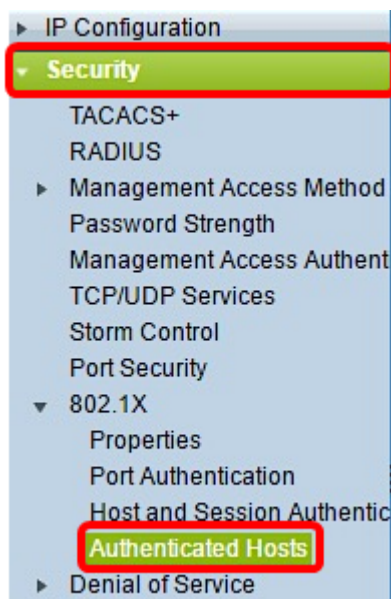 IP Configuration
Security
TACACS+
RADIUS
Management Access Method
Password Strength
Management Access Authent
TCP/UDP Services
Storm Control
Port Security
802.1X
Properties
Port Authentication
Host and Session Authentic
Authenticated Hosts
Denial of Service